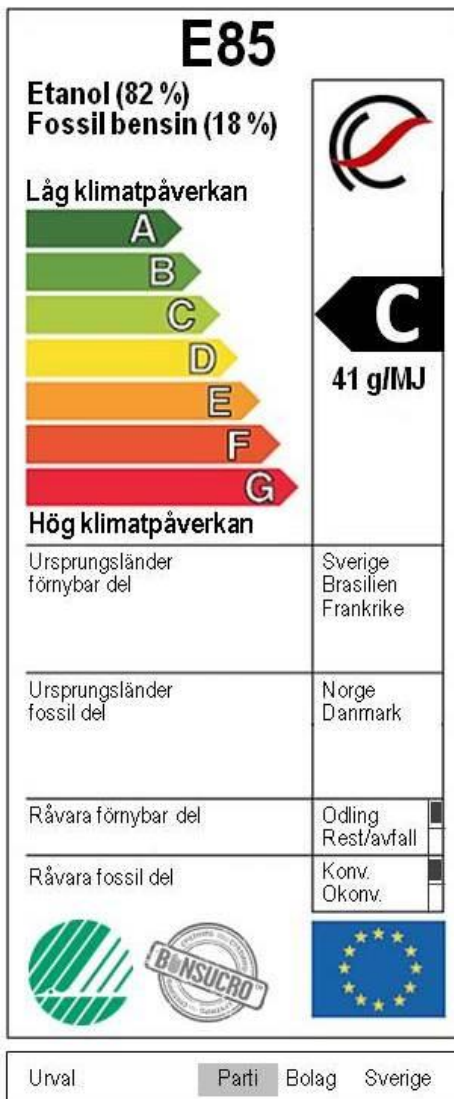 E85
Etanol (82 %)
Fossil bensin (18 %)
Låg klimatpåverkan
A
B
C
D
E
F
G
Hög klimatpåverkan
C
41 g/MJ
Ursprungsländer
förnybar del
Sverige
Brasilien
Frankrike
Ursprungsländer
fossil del
Norge
Danmark
Råvara förnybar del
Odling
Rest/avfall
Råvara fossil del
Konv.
Okonv.
BONSUCRO
Urval Parti Bolag Sverige